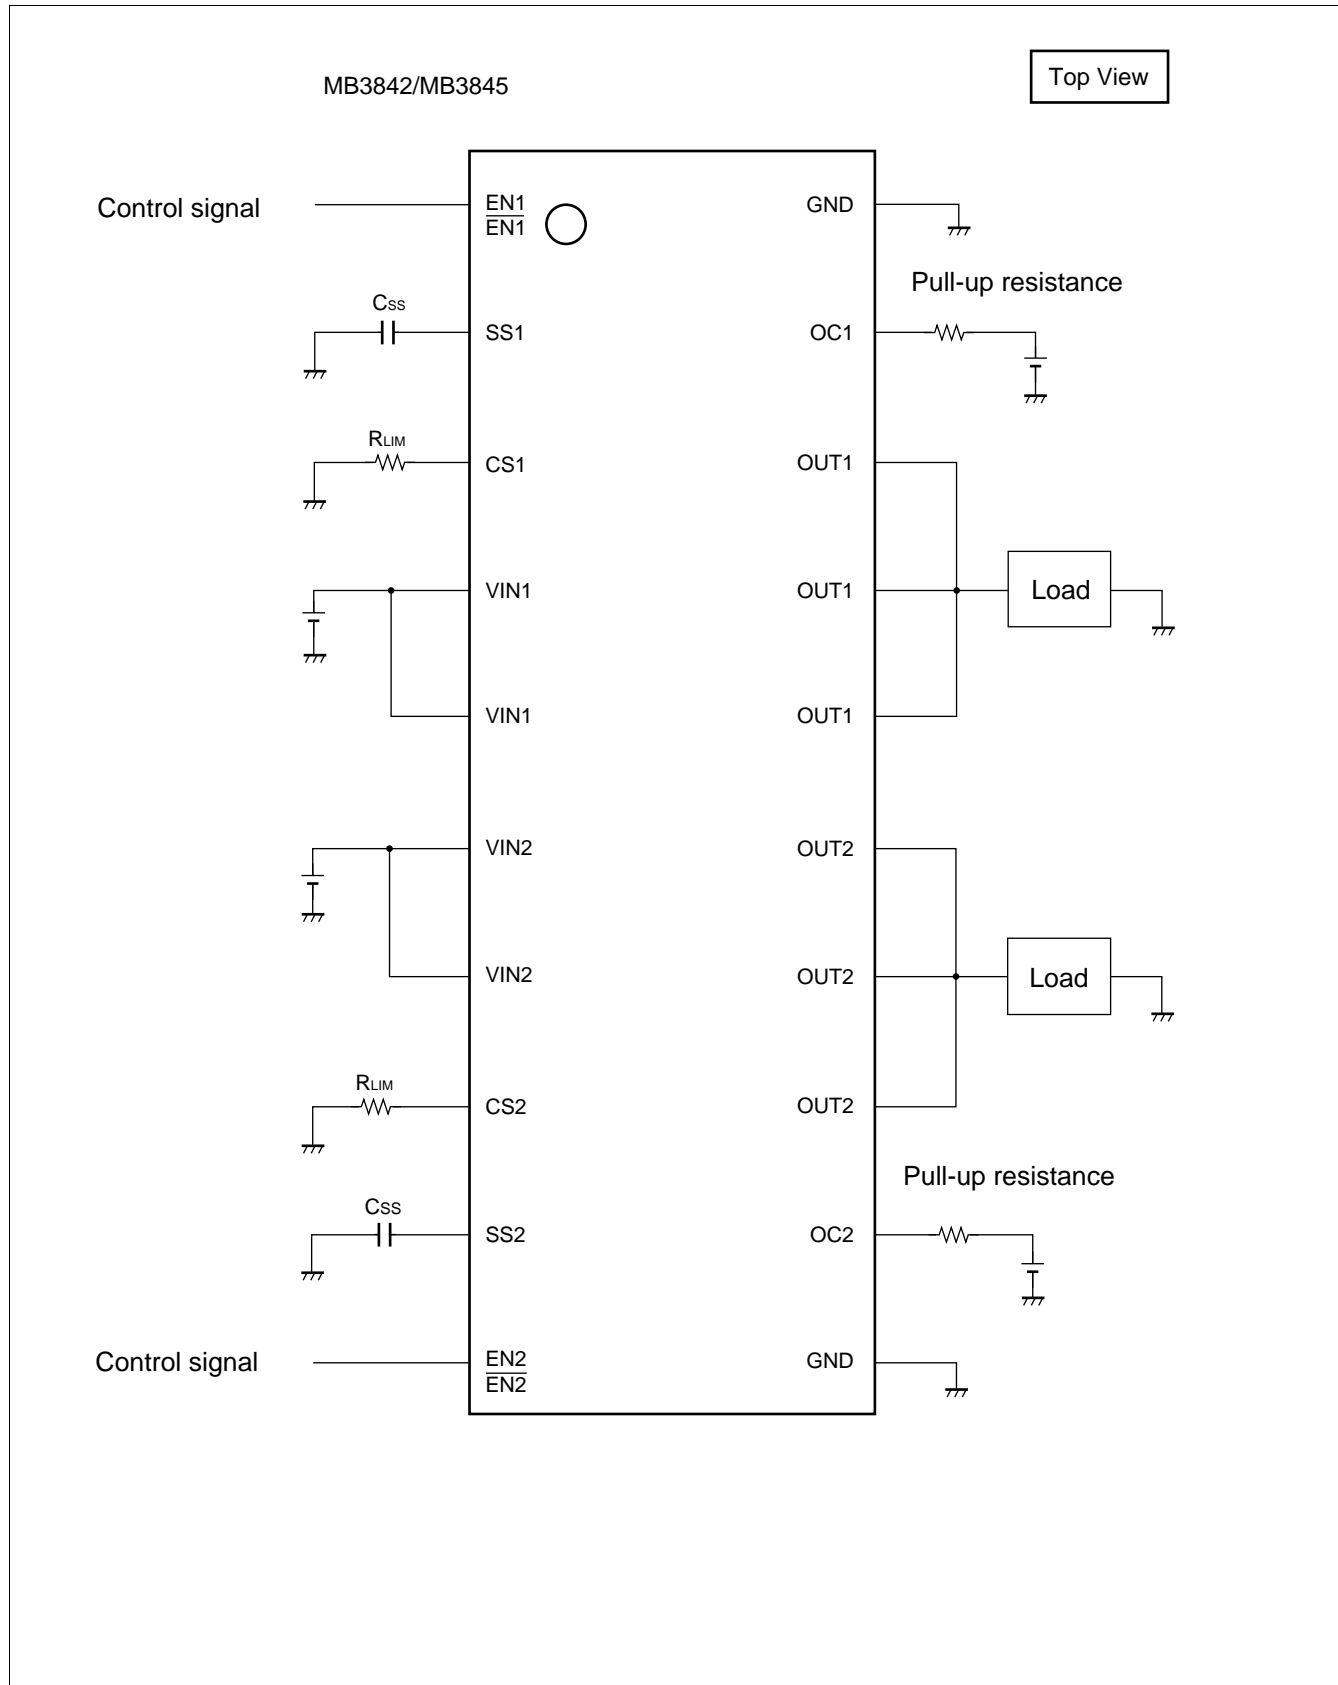 MB3842/MB3845
Top View
Control signal
EN1
EN1
GND
Pull-up resistance
CSS
SS1
OC1
RLIM
CS1
OUT1
VIN1
OUT1
Load
VIN1
OUT1
VIN2
OUT2
VIN2
OUT2
Load
RLIM
CS2
OUT2
Pull-up resistance
CSS
SS2
OC2
Control signal
EN2
EN2
GND